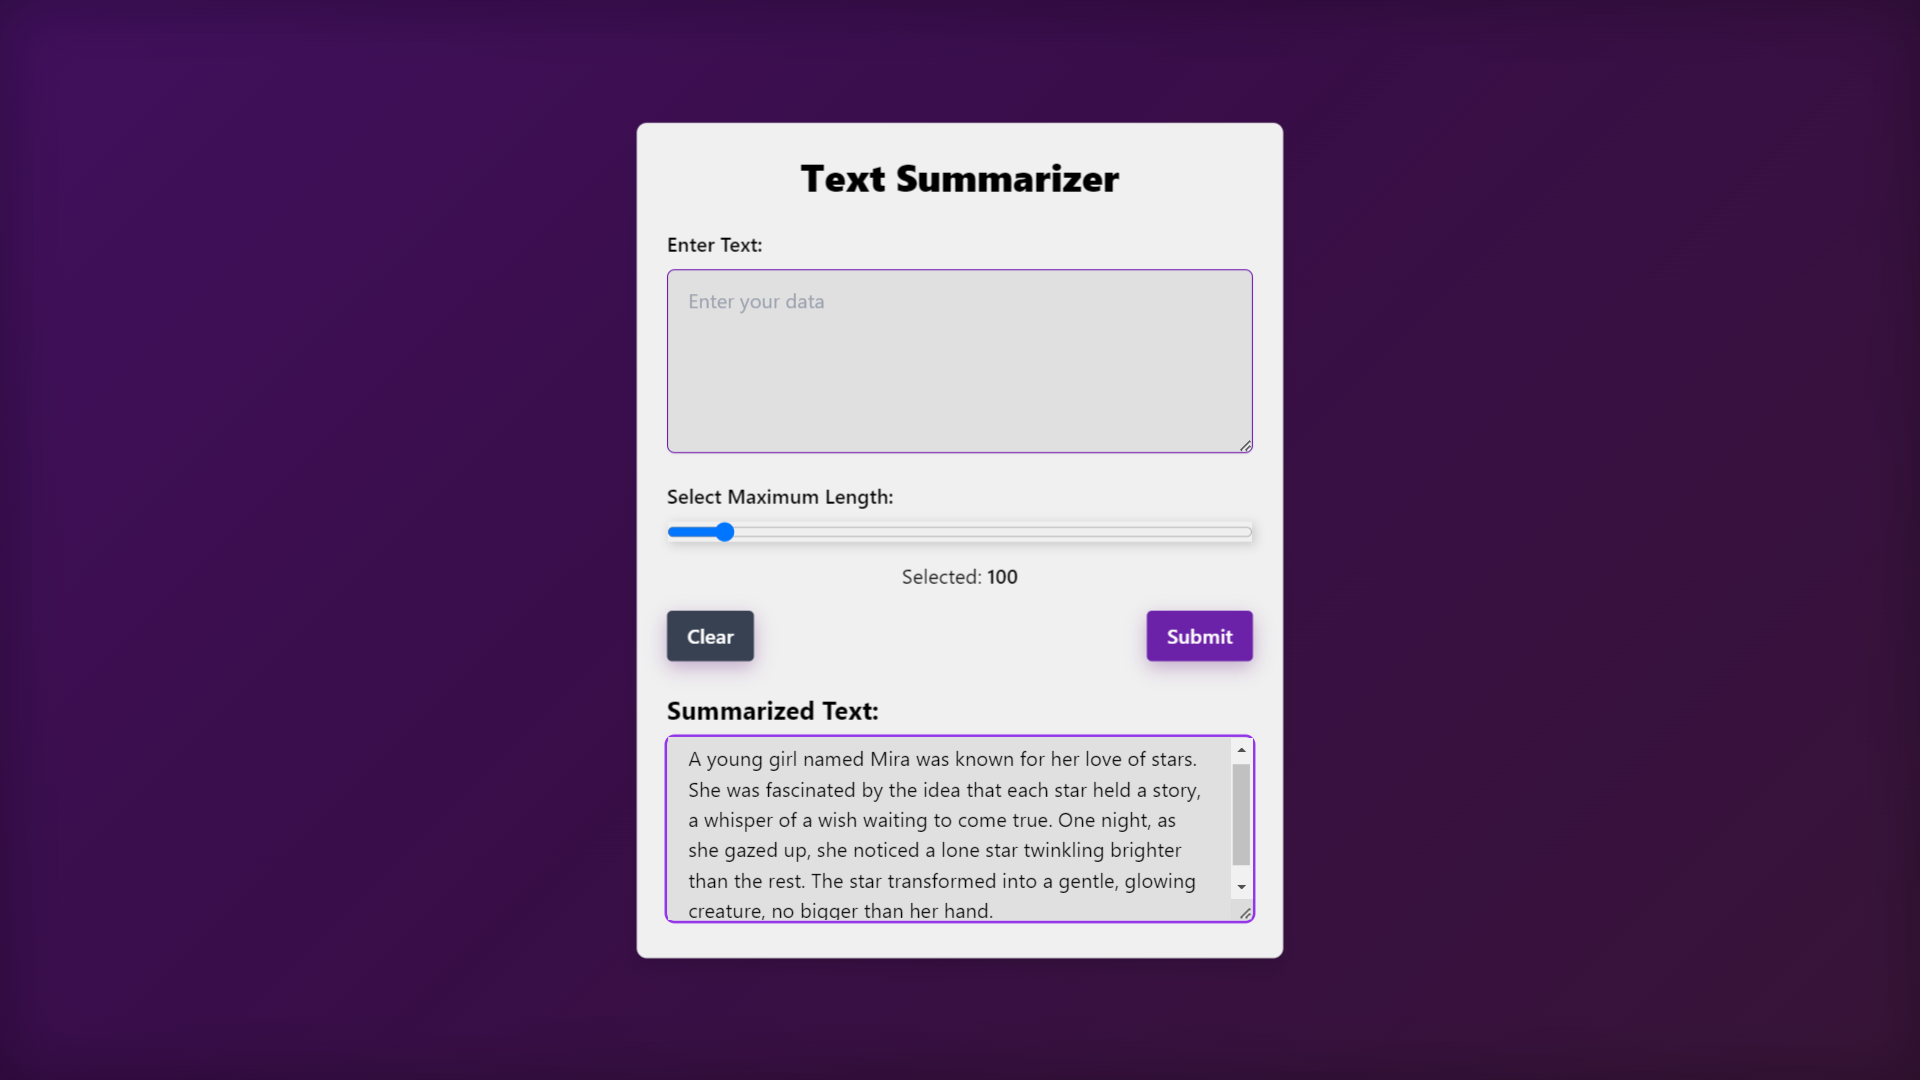 Text Summarizer
Enter Text:
Enter your data
Select Maximum Length:
Selected: 100
Clear
Submit
Summarized Text:
A young girl named Mira was known for her love of stars.
She was fascinated by the idea that each star held a story,
a whisper of a wish waiting to come true. One night, as
she gazed up, she noticed a lone star twinkling brighter
than the rest. The star transformed into a gentle, glowing
creature, no bigger than her hand.